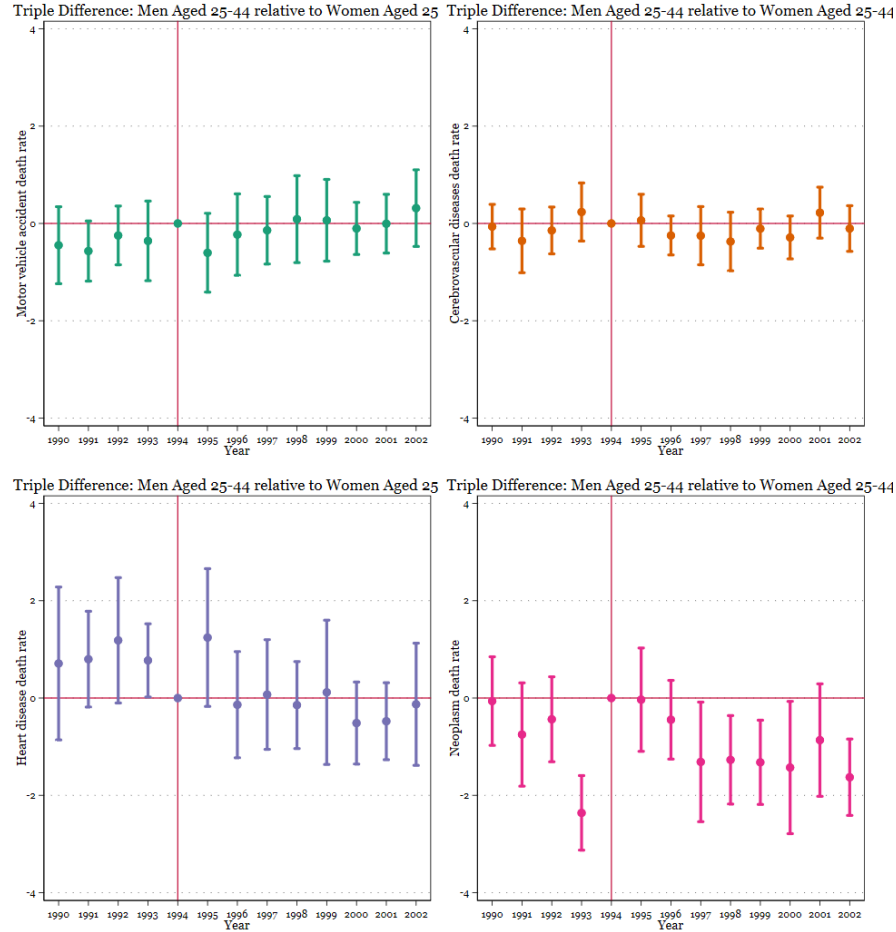 Triple Difference: Men Aged 25-44 relative to Women Aged 25
Motor vehicle accident death rate
4
2
0
-2
-4
1990 1991 1992 1993 1994 1995 1996 1997 1998 1999 2000 2001 2002
Year
Triple Difference: Men Aged 25-44 relative to Women Aged 25-44
Cerebrovascular diseases death rate
4
2
0
-2
-4
1990 1991 1992 1993 1994 1995 1996 1997 1998 1999 2000 2001 2002
Year
Triple Difference: Men Aged 25-44 relative to Women Aged 25
Heart disease death rate
4
2
0
-2
-4
1990 1991 1992 1993 1994 1995 1996 1997 1998 1999 2000 2001 2002
Year
Triple Difference: Men Aged 25-44 relative to Women Aged 25-44
Neoplasm death rate
4
2
0
-2
-4
1990 1991 1992 1993 1994 1995 1996 1997 1998 1999 2000 2001 2002
Year